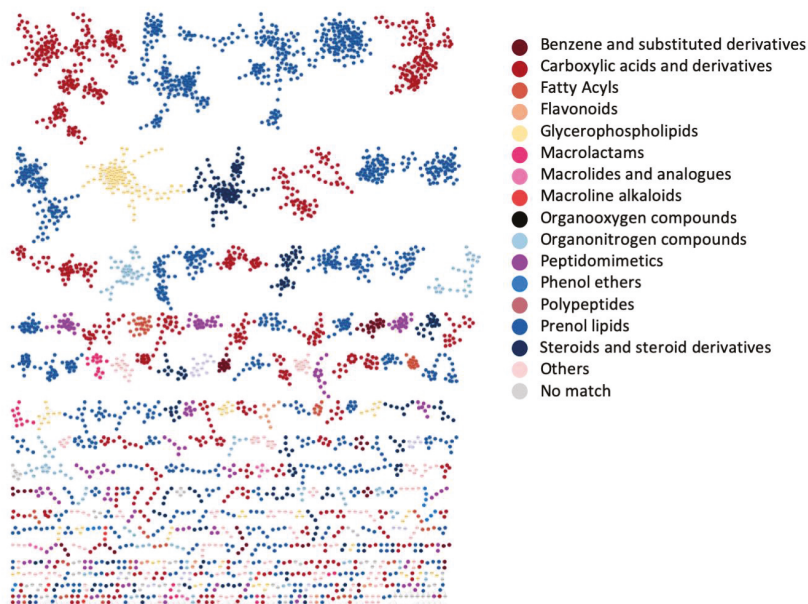 Benzene and substituted derivatives
Carboxylic acids and derivatives
Fatty Acyls
Flavonoids
Glycerophospholipids
Macrolactams
Macrolides and analogues
Macroline alkaloids
Organooxygen compounds
Organonitrogen compounds
Peptidomimetics
Phenol ethers
Polypeptides
Prenol lipids
Steroids and steroid derivatives
Others
No match